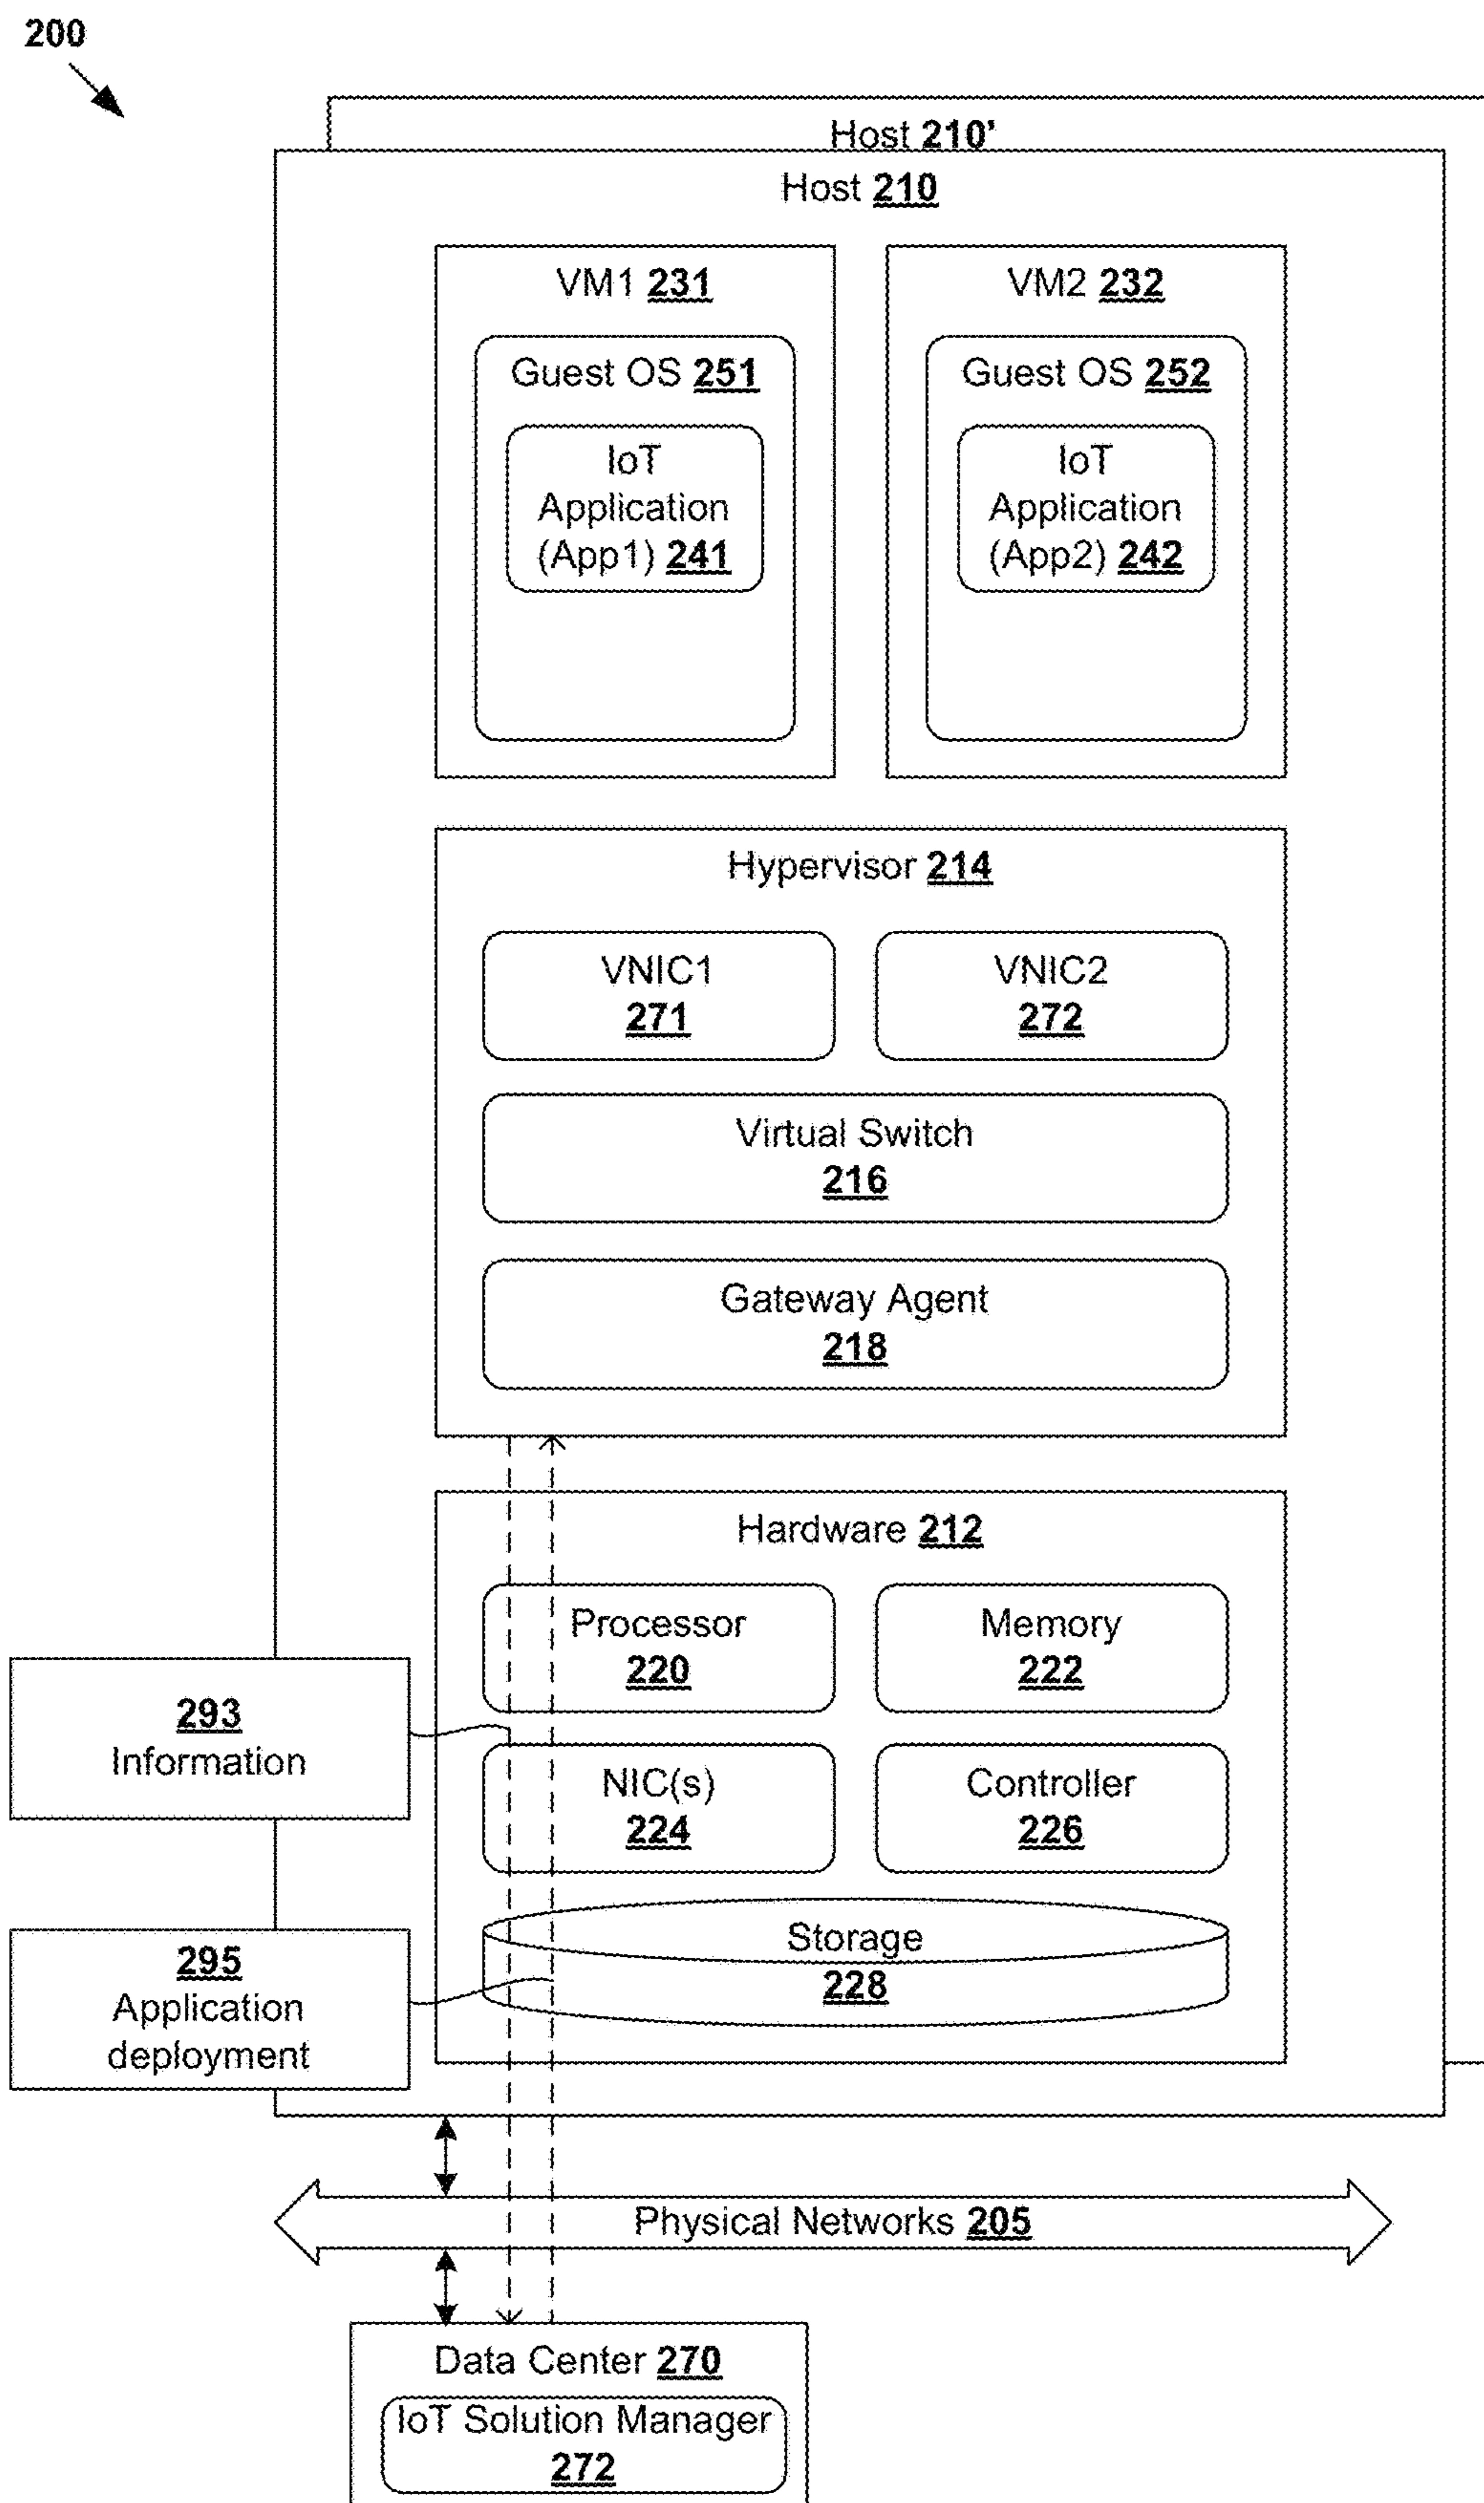 200
Host 210'
Host 210
VM1 231
Guest OS 251
IoT
Application
(App1) 241
VM2 232
Guest OS 252
IoT
Application
(App2) 242
Hypervisor 214
VNIC1
271
VNIC2
272
Virtual Switch
216
Gateway Agent
218
Hardware 212
Processor
220
Memory
222
293
Information
NIC(s)
224
Controller
226
295
Application
deployment
Storage
228
Physical Networks 205
Data Center 270
IoT Solution Manager
272